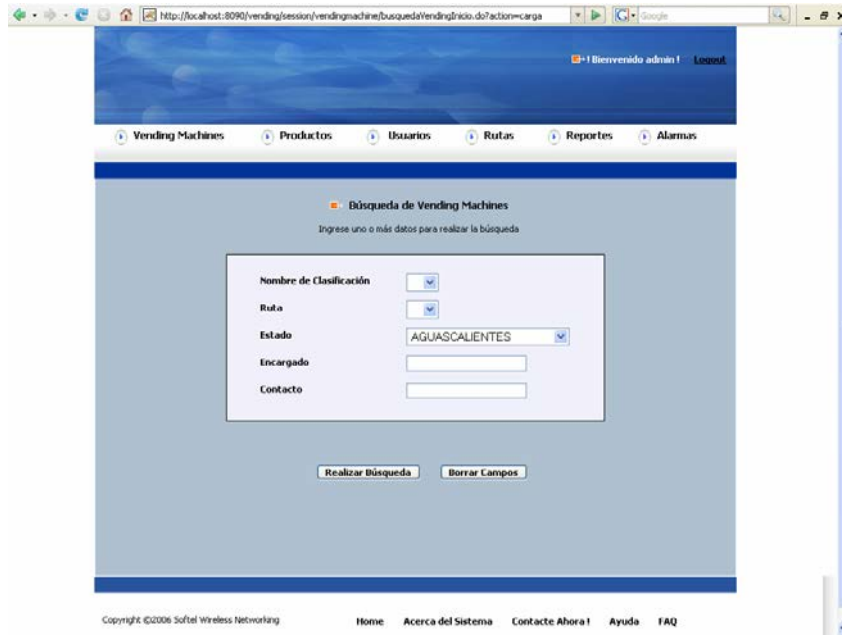 http://localhost:8090/vending/session/vendingmachine/busquedaVendingInicio.do?action=carga
Google
! Bienvenido admin ! Logout
Vending Machines Productos Usuarios Rutas Reportes Alarmas
Búsqueda de Vending Machines
Ingrese uno o más datos para realizar la búsqueda
Nombre de Clasificación
Ruta
Estado AGUASCALIENTES
Encargado
Contacto
Realizar Búsqueda Borrar Campos
Copyright ©2006 Softel Wireless Networking Home Acerca del Sistema Contacte Ahora ! Ayuda FAQ